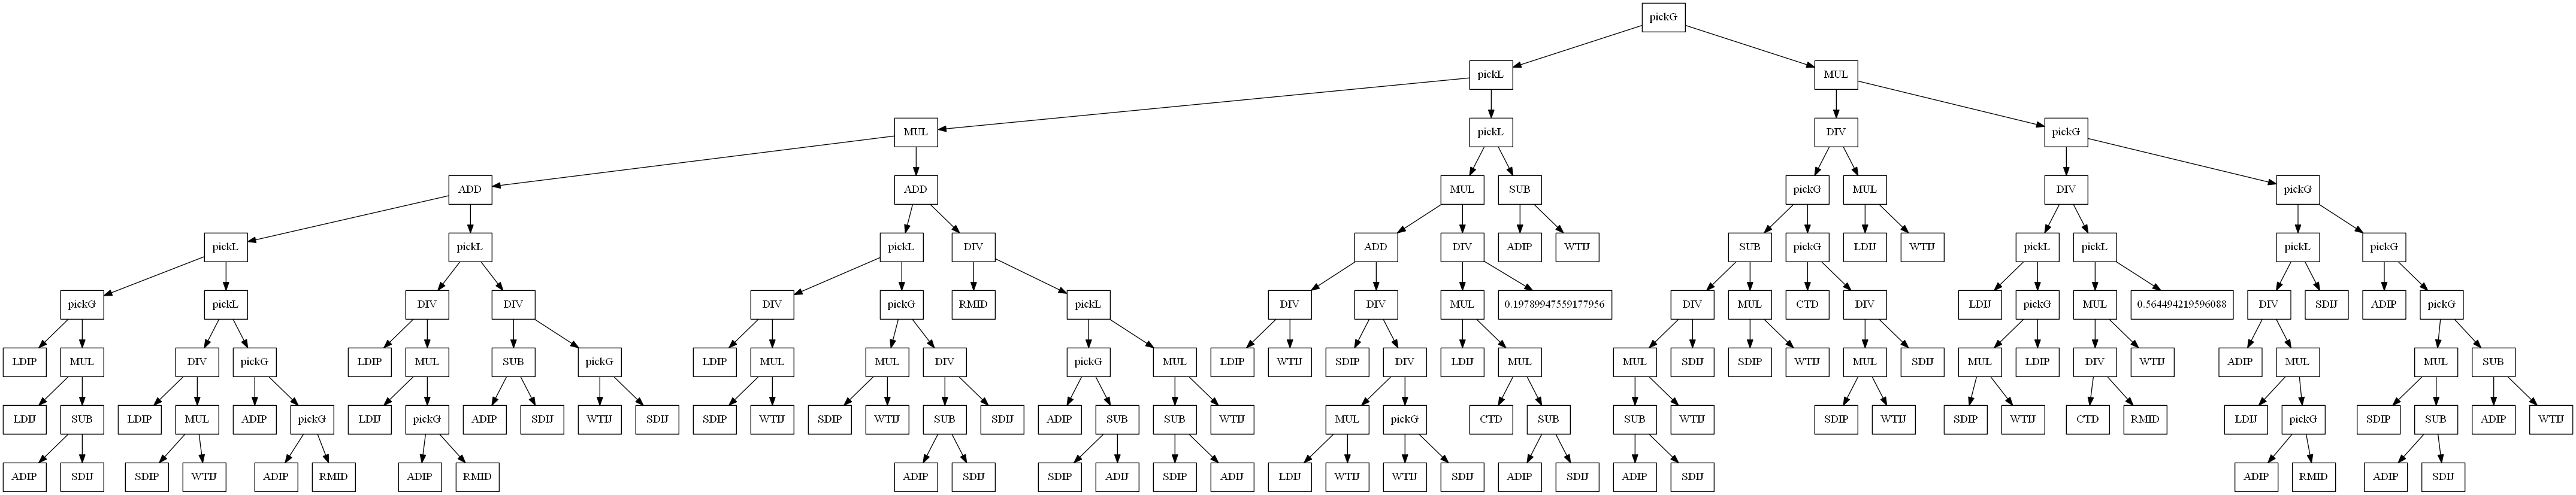 pickG
pickL MUL
MUL pickL DIV pickG
ADD ADD MUL SUB pickG MUL DIV pickG
pickL pickL pickL DIV ADD DIV ADIP WTIJ SUB pickG LDIJ WTIJ pickL pickL pickL pickG
pickG pickL DIV DIV DIV pickG RMID pickL DIV DIV MUL 0.19789947559177956 DIV MUL CTD DIV LDIJ pickG MUL 0.564494219596088 DIV SDIJ ADIP pickG
LDIP MUL DIV pickG LDIP MUL SUB pickG LDIP MUL MUL DIV pickG MUL LDIP WTIJ SDIP DIV LDIJ MUL MUL SDIJ SDIP WTIJ MUL SDIJ MUL LDIP DIV WTIJ ADIP MUL MUL SUB
LDIJ SUB LDIP MUL ADIP pickG LDIJ pickG ADIP SDIJ WTIJ SDIJ SDIP WTIJ SDIP WTIJ SUB SDIJ ADIP SUB SUB WTIJ MUL pickG CTD SUB SUB WTIJ SDIP WTIJ SDIP WTIJ CTD RMID LDIJ pickG SDIP SUB ADIP WTIJ
ADIP SDIJ SDIP WTIJ ADIP RMID ADIP RMID ADIP SDIJ SDIP ADIJ SDIP ADIJ LDIJ WTIJ WTIJ SDIJ ADIP SDIJ ADIP SDIJ ADIP RMID ADIP SDIJ